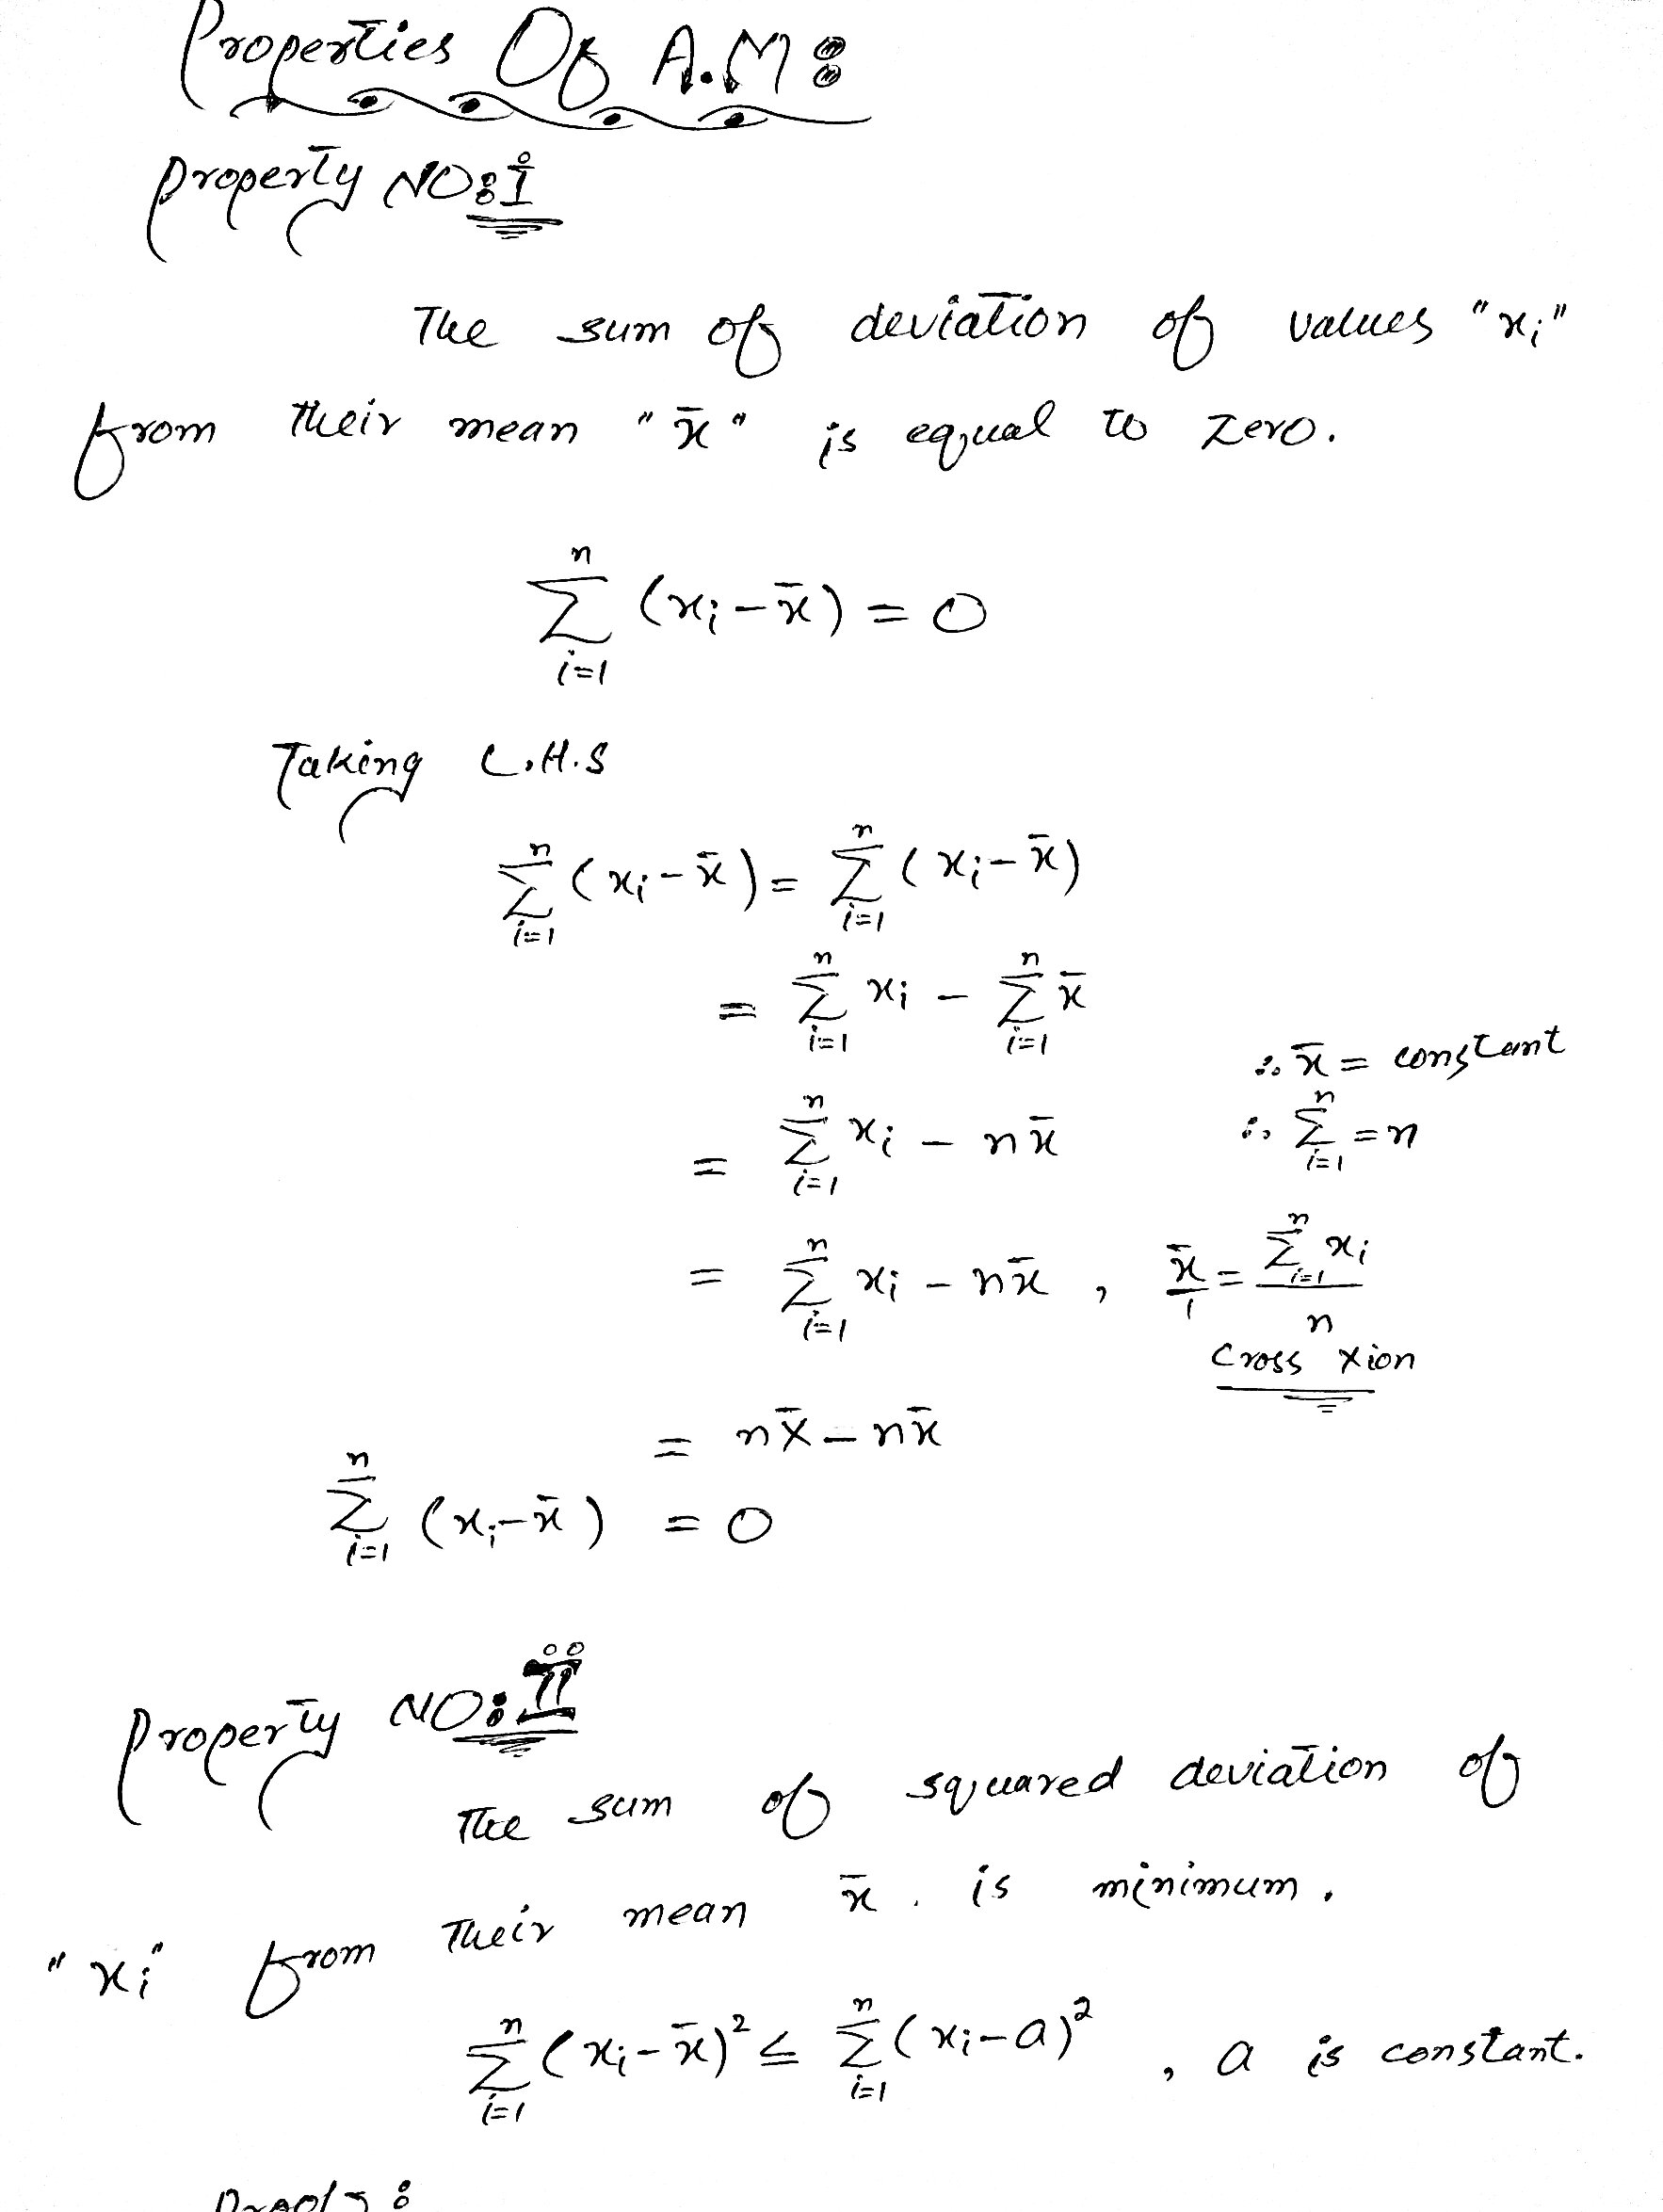 Properties Of A.M:
Property NO: I
The sum of deviation of values "xᵢ"
from their mean "x̄" is equal to zero.
n
∑ (xᵢ - x̄) = 0
i=1
Taking L.H.S
n n
∑ (xᵢ - x̄) = ∑ (xᵢ - x̄)
i=1 i=1
n n
= ∑ xᵢ - ∑ x̄
i=1 i=1
∴ x̄ = constant
n n
= ∑ xᵢ - nx̄ ∴ ∑ = n
i=1 i=1
n n
= ∑ xᵢ - nx̄ , x̄/1 = ∑ xᵢ / n
i=1 i=1
Cross Xion
= nx̄ - nx̄
n
∑ (xᵢ - x̄) = 0
i=1
Property NO: II
The sum of squared deviation of
"xᵢ" from their mean x̄ is minimum.
n n
∑ (xᵢ - x̄)² ≤ ∑ (xᵢ - a)² , a is constant.
i=1 i=1
Proof: